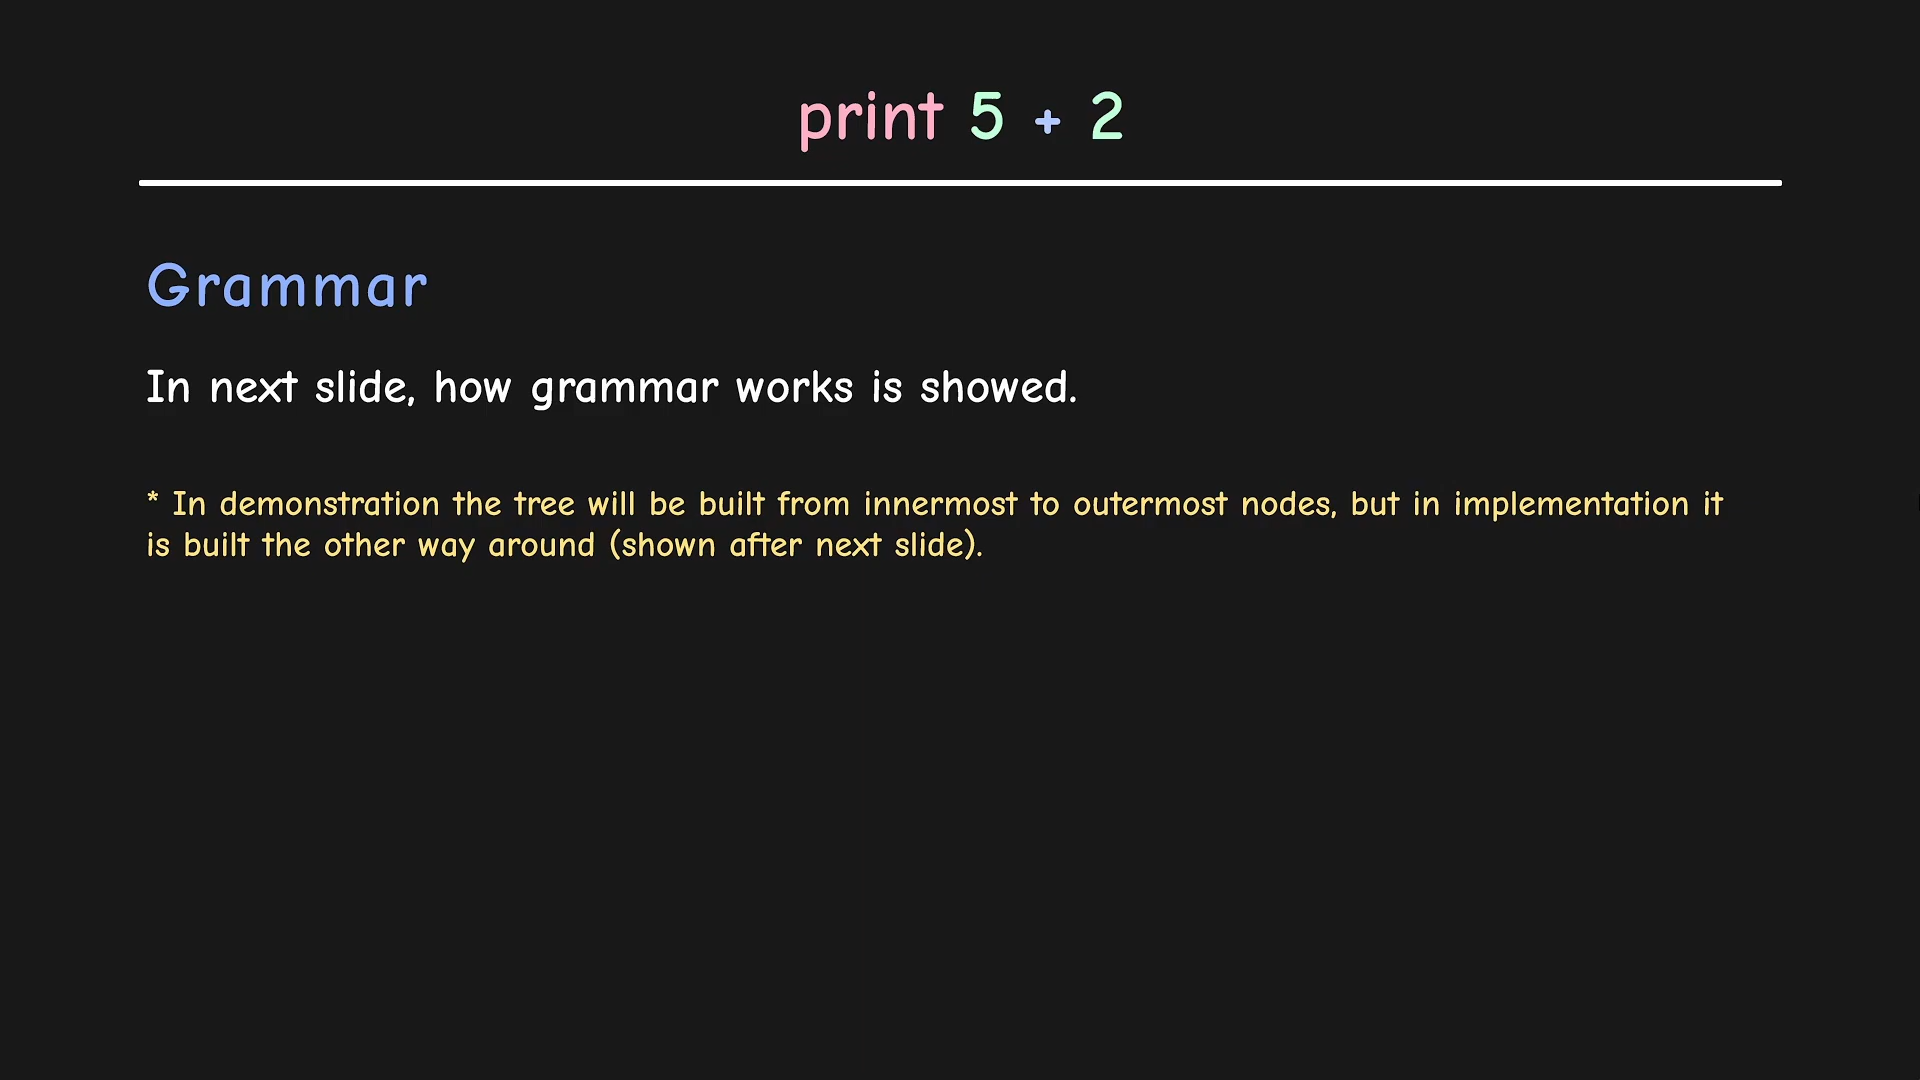 print 5 + 2
Grammar
In next slide, how grammar works is showed.
* In demonstration the tree will be built from innermost to outermost nodes, but in implementation it
is built the other way around (shown after next slide).